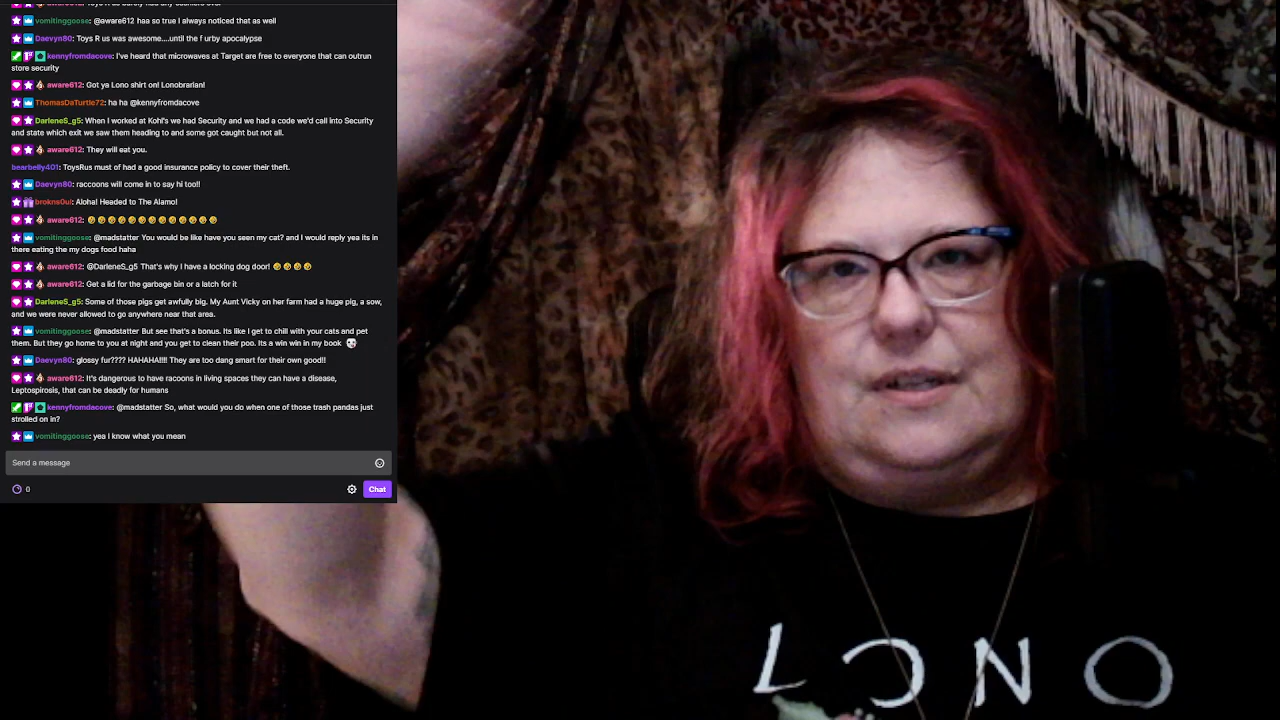 vomitinggoose: @aware612 haa so true I always noticed that as well
Daevyn80: Toys R us was awesome....until the f urby apocalypse
kennyfromdacove: I've heard that microwaves at Target are free to everyone that can outrun
store security
aware612: Got ya Lono shirt on! Lonobrarian!
ThomasDaTurtle72: ha ha @kennyfromdacove
DarleneS_g5: When I worked at Kohl's we had Security and we had a code we'd call into Security
and state which exit we saw them heading to and some got caught but not all.
aware612: They will eat you.
bearbelly401: ToysRus must of had a good insurance policy to cover their theft.
Daevyn80: raccoons will come in to say hi too!!
brokns0ul: Aloha! Headed to The Alamo!
aware612:
vomitinggoose: @madstatter You would be like have you seen my cat? and I would reply yea its in
there eating the my dogs food haha
aware612: @DarleneS_g5 That's why I have a locking dog door!
aware612: Get a lid for the garbage bin or a latch for it
DarleneS_g5: Some of those pigs get awfully big. My Aunt Vicky on her farm had a huge pig, a sow,
and we were never allowed to go anywhere near that area.
vomitinggoose: @madstatter But see that's a bonus. Its like I get to chill with your cats and pet
them. But they go home to you at night and you get to clean their poo. Its a win win in my book
Daevyn80: glossy fur???? HAHAHA!!!! They are too dang smart for their own good!!
aware612: It's dangerous to have racoons in living spaces they can have a disease,
Leptospirosis, that can be deadly for humans
kennyfromdacove: @madstatter So, what would you do when one of those trash pandas just
strolled on in?
vomitinggoose: yea I know what you mean
Send a message
0
Chat
LONO